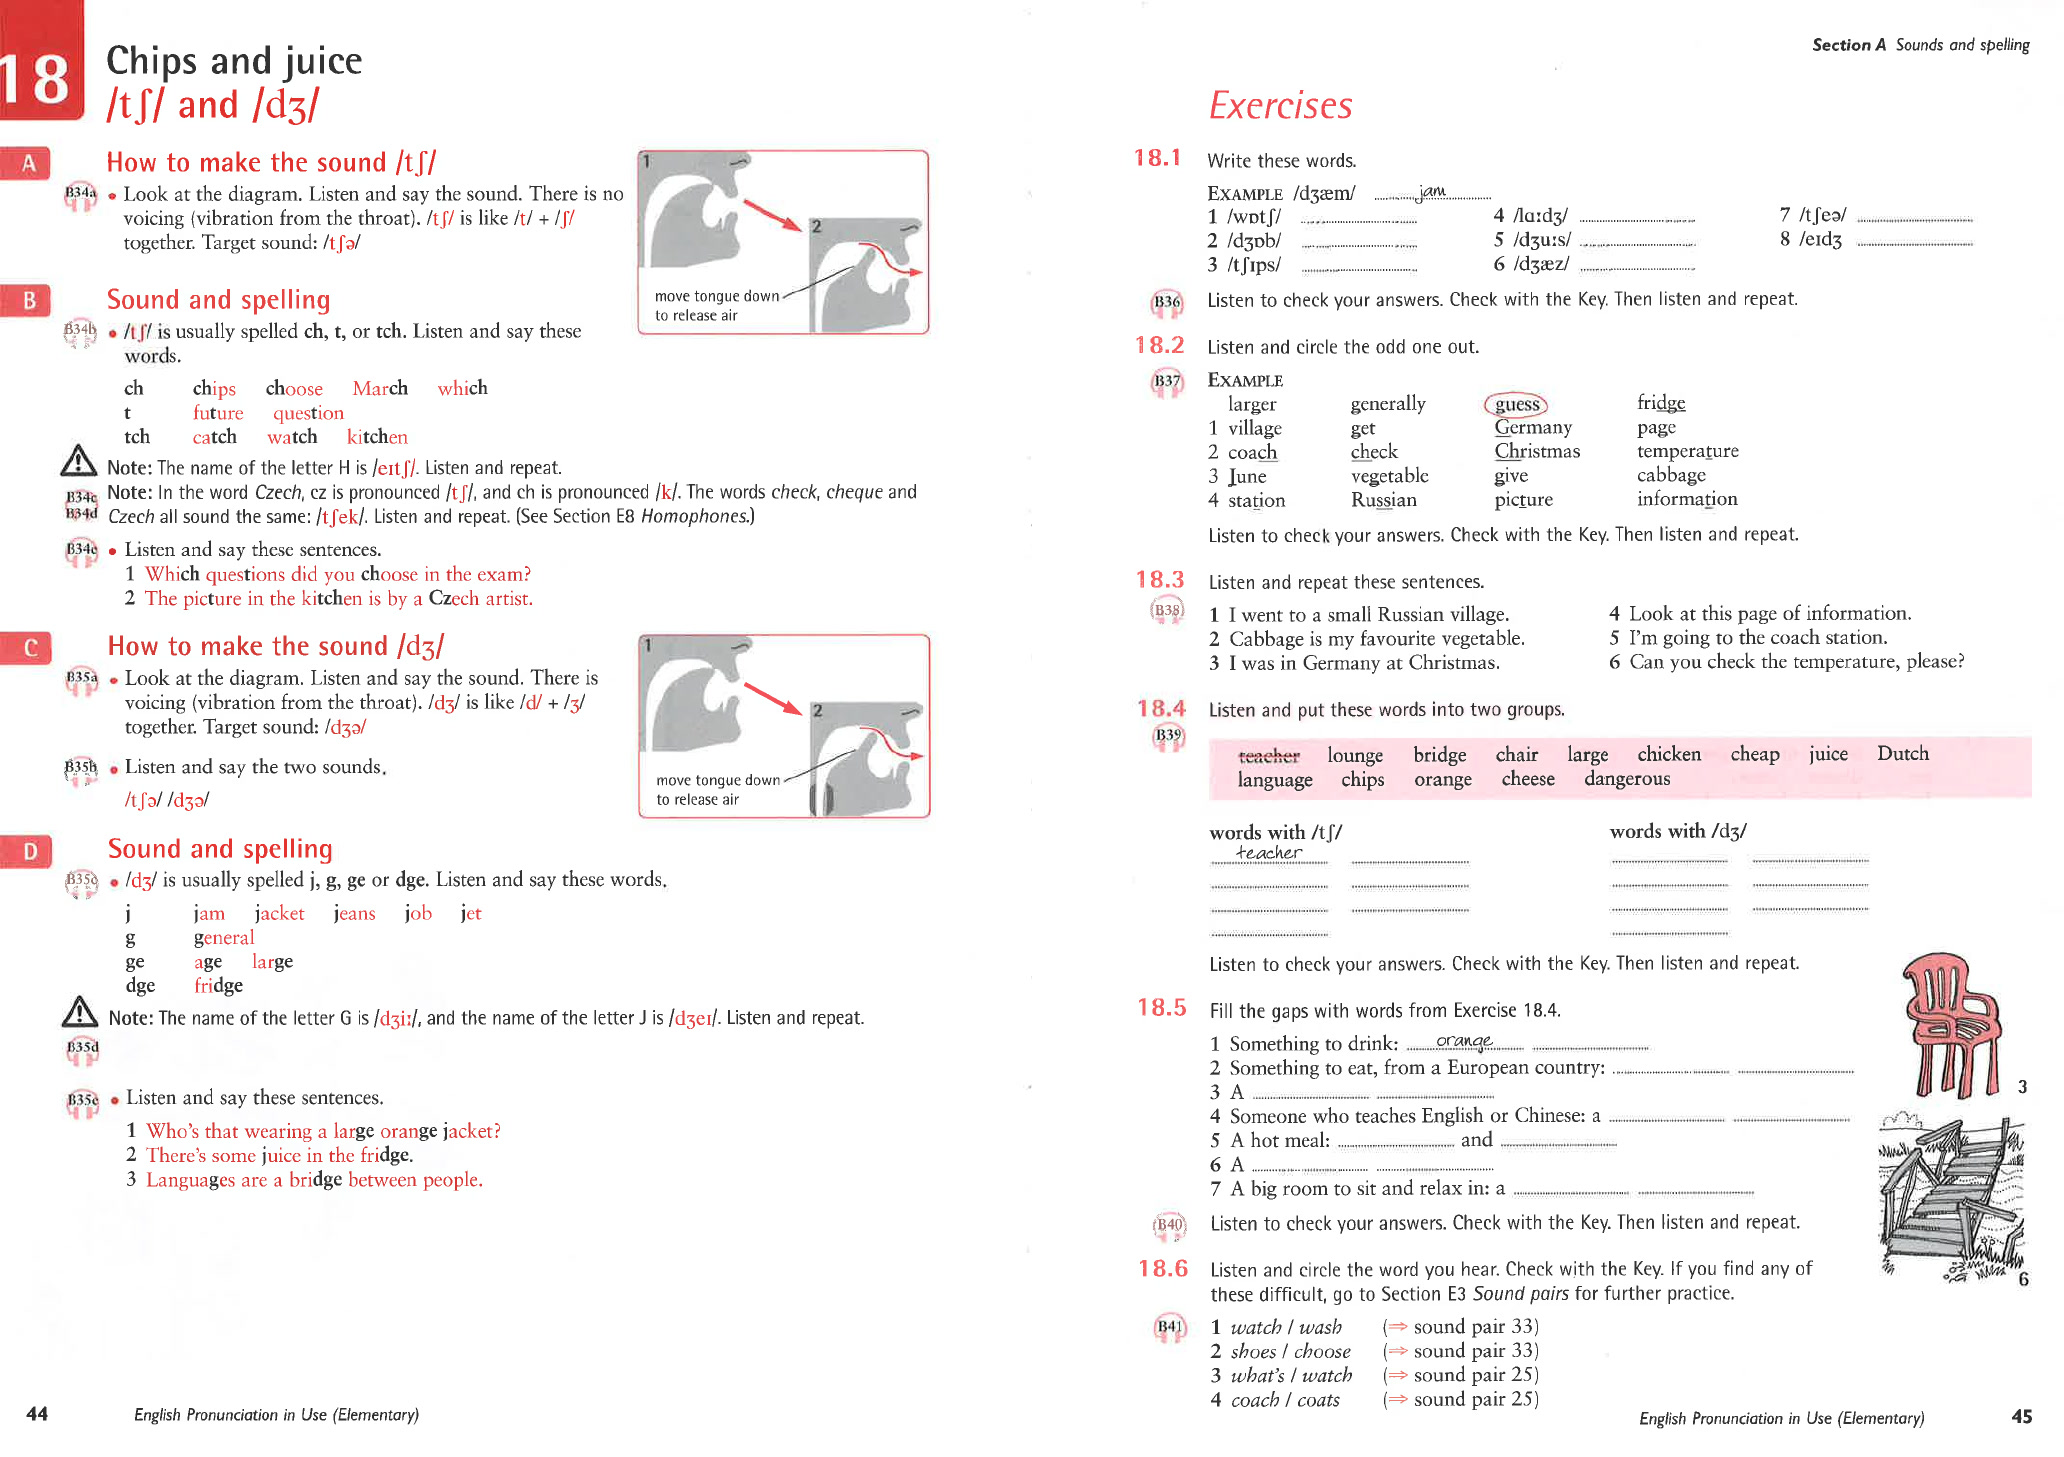 18
Chips and juice
/tʃ/ and /dʒ/
A
How to make the sound /tʃ/
B34a • Look at the diagram. Listen and say the sound. There is no
voicing (vibration from the throat). /tʃ/ is like /t/ + /ʃ/
together. Target sound: /tʃə/
1
2
move tongue down
to release air
B
Sound and spelling
B34b • /tʃ/ is usually spelled ch, t, or tch. Listen and say these
words.
ch chips choose March which
t future question
tch catch watch kitchen
Note: The name of the letter H is /eɪtʃ/. Listen and repeat.
B34c Note: In the word Czech, cz is pronounced /tʃ/, and ch is pronounced /k/. The words check, cheque and
B34d Czech all sound the same: /tʃek/. Listen and repeat. (See Section E8 Homophones.)
B34e • Listen and say these sentences.
1 Which questions did you choose in the exam?
2 The picture in the kitchen is by a Czech artist.
C
How to make the sound /dʒ/
B35a • Look at the diagram. Listen and say the sound. There is
voicing (vibration from the throat). /dʒ/ is like /d/ + /ʒ/
together. Target sound: /dʒə/
B35b • Listen and say the two sounds.
/tʃə/ /dʒə/
1
2
move tongue down
to release air
D
Sound and spelling
B35c • /dʒ/ is usually spelled j, g, ge or dge. Listen and say these words.
j jam jacket jeans job jet
g general
ge age large
dge fridge
Note: The name of the letter G is /dʒiː/, and the name of the letter J is /dʒeɪ/. Listen and repeat.
B35d
B35e • Listen and say these sentences.
1 Who's that wearing a large orange jacket?
2 There's some juice in the fridge.
3 Languages are a bridge between people.
44 English Pronunciation in Use (Elementary)
Section A Sounds and spelling
Exercises
18.1 Write these words.
EXAMPLE /dʒæm/ jam
1 /wɒtʃ/ 4 /lɑːdʒ/ 7 /tʃeə/
2 /dʒɒb/ 5 /dʒuːs/ 8 /eɪdʒ
3 /tʃɪps/ 6 /dʒæz/
B36 Listen to check your answers. Check with the Key. Then listen and repeat.
18.2 Listen and circle the odd one out.
B37 EXAMPLE
larger generally guess fridge
1 village get Germany page
2 coach check Christmas temperature
3 June vegetable give cabbage
4 station Russian picture information
Listen to check your answers. Check with the Key. Then listen and repeat.
18.3 Listen and repeat these sentences.
B38 1 I went to a small Russian village. 4 Look at this page of information.
2 Cabbage is my favourite vegetable. 5 I'm going to the coach station.
3 I was in Germany at Christmas. 6 Can you check the temperature, please?
18.4 Listen and put these words into two groups.
B39
teacher lounge bridge chair large chicken cheap juice Dutch
language chips orange cheese dangerous
words with /tʃ/ words with /dʒ/
teacher
Listen to check your answers. Check with the Key. Then listen and repeat.
18.5 Fill the gaps with words from Exercise 18.4.
1 Something to drink: orange
2 Something to eat, from a European country:
3 A
4 Someone who teaches English or Chinese: a
5 A hot meal: and
6 A
7 A big room to sit and relax in: a
3
6
B40 Listen to check your answers. Check with the Key. Then listen and repeat.
18.6 Listen and circle the word you hear. Check with the Key. If you find any of
these difficult, go to Section E3 Sound pairs for further practice.
B41 1 watch / wash (⇒ sound pair 33)
2 shoes / choose (⇒ sound pair 33)
3 what's / watch (⇒ sound pair 25)
4 coach / coats (⇒ sound pair 25)
English Pronunciation in Use (Elementary) 45